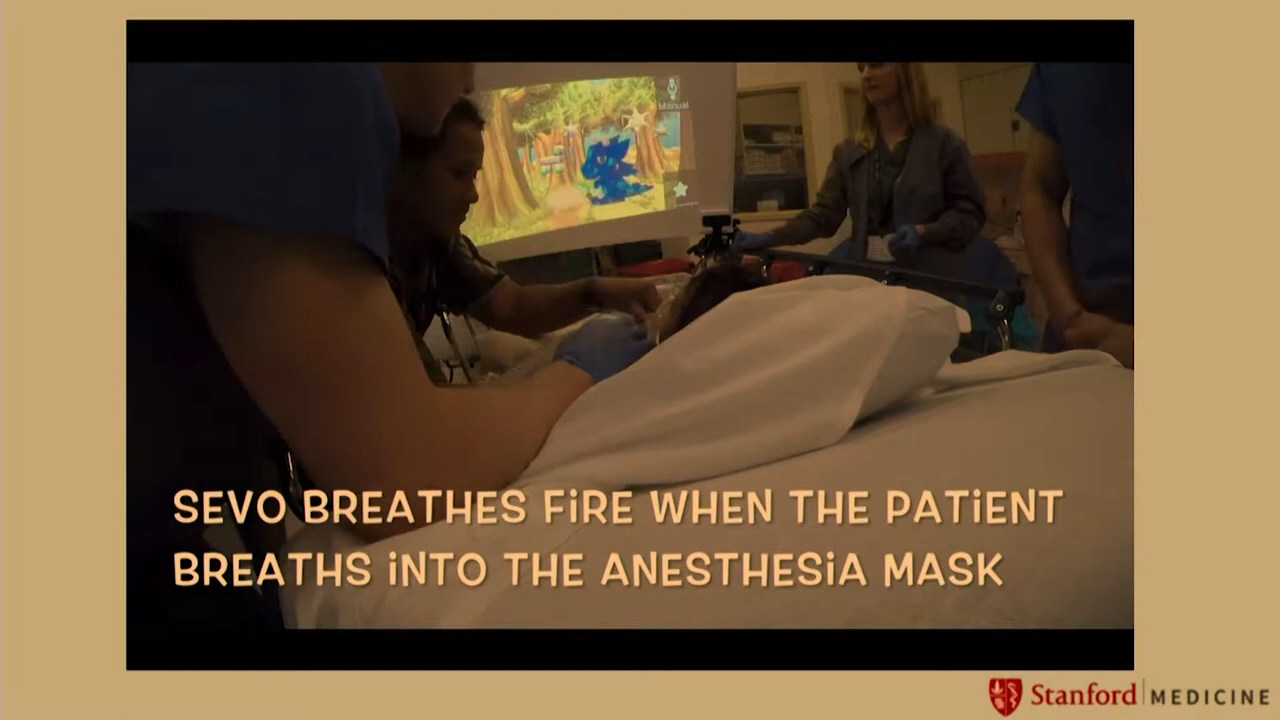 Manual
SEVO BREATHES FiRE WHEN THE PATiENT
BREATHS iNTO THE ANESTHESiA MASK
Stanford MEDICINE